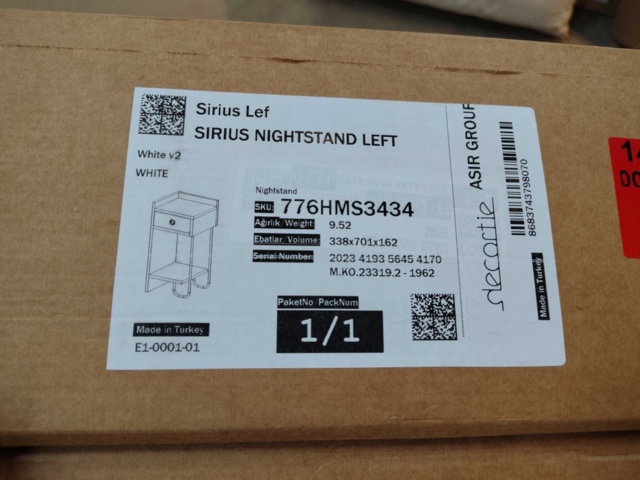 Sirius Lef
SIRIUS NIGHTSTAND LEFT
White v2
WHITE
Nightstand
SKU: 776HMS3434
Ağırlık/Weight: 9.52
Ebatlar/Volume: 338x701x162
Serial Number: 2023 4193 5645 4170
M.KO.23319.2 - 1962
PaketNo/PackNum
1/1
Made in Turkey
E1-0001-01
decortie
ASIR GROUP
8683743798070
Made in Turkey